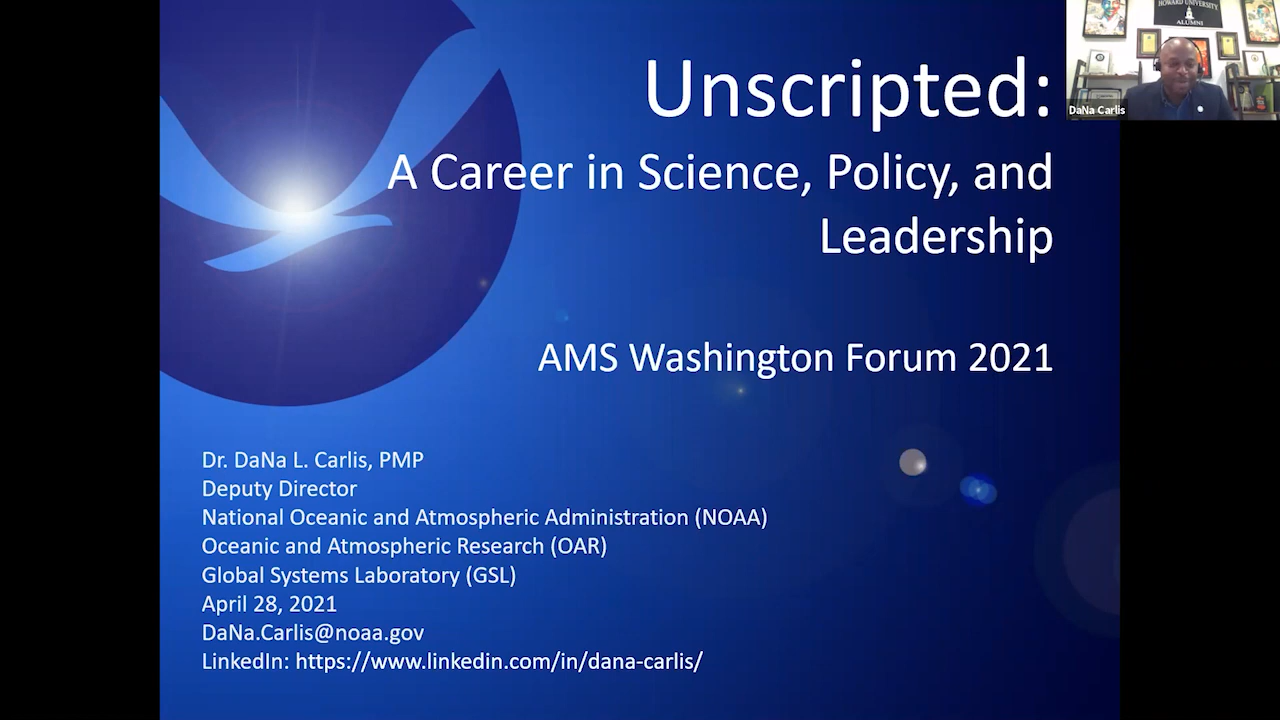 Unscripted:
A Career in Science, Policy, and
Leadership
AMS Washington Forum 2021
Dr. DaNa L. Carlis, PMP
Deputy Director
National Oceanic and Atmospheric Administration (NOAA)
Oceanic and Atmospheric Research (OAR)
Global Systems Laboratory (GSL)
April 28, 2021
DaNa.Carlis@noaa.gov
LinkedIn: https://www.linkedin.com/in/dana-carlis/
HOWARD UNIVERSITY
ALUMNI
DaNa Carlis